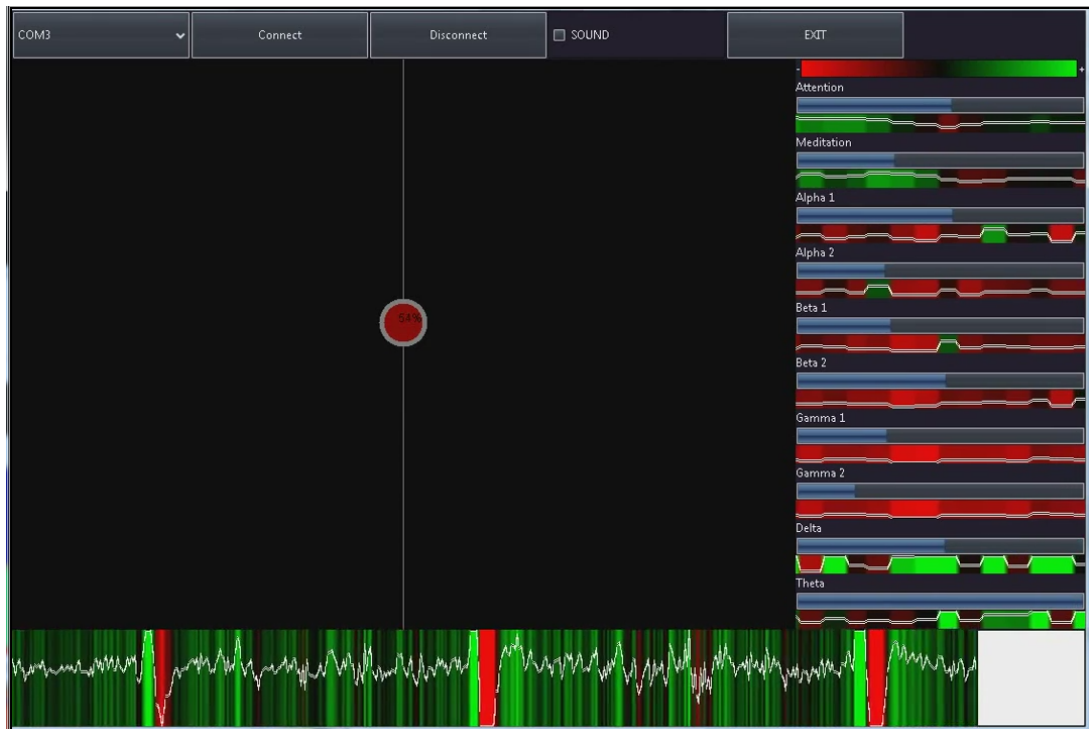 COM3 Connect Disconnect SOUND EXIT
- +
Attention
Meditation
Alpha 1
Alpha 2
54%
Beta 1
Beta 2
Gamma 1
Gamma 2
Delta
Theta